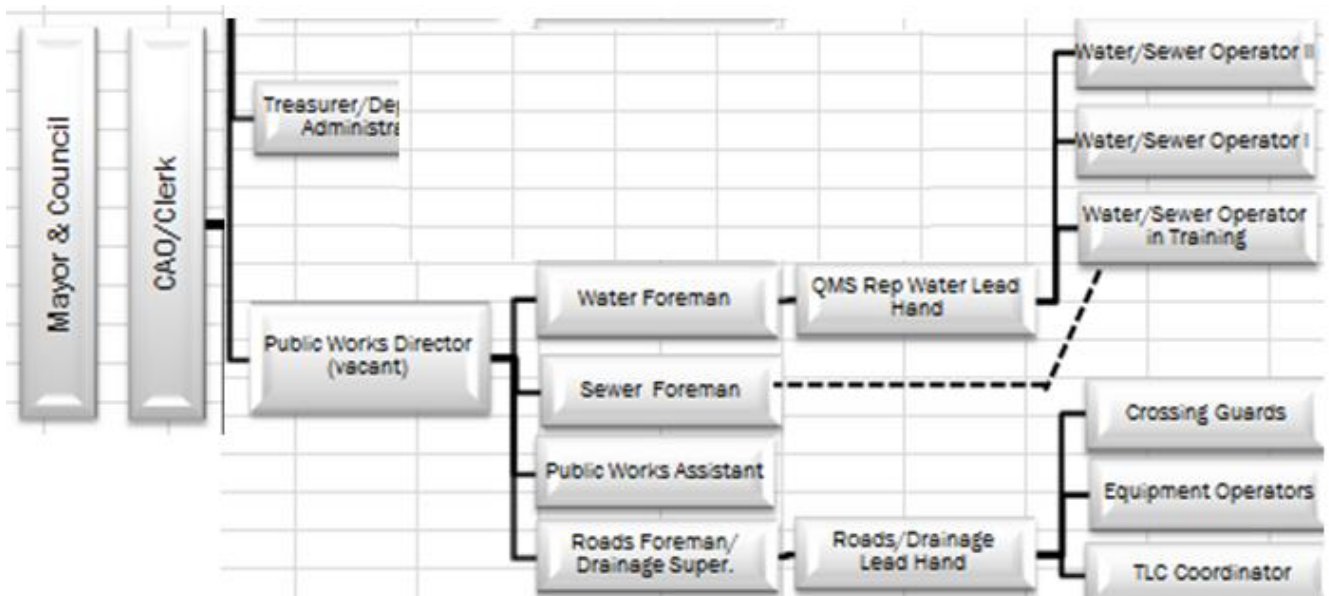 Mayor & Council
CAO/Clerk
Treasurer/De
Administra
Public Works Director
(vacant)
Water Foreman
Sewer Foreman
Public Works Assistant
Roads Foreman/
Drainage Super.
QMS Rep Water Lead
Hand
Roads/Drainage
Lead Hand
Water/Sewer Operator II
Water/Sewer Operator I
Water/Sewer Operator
in Training
Crossing Guards
Equipment Operators
TLC Coordinator